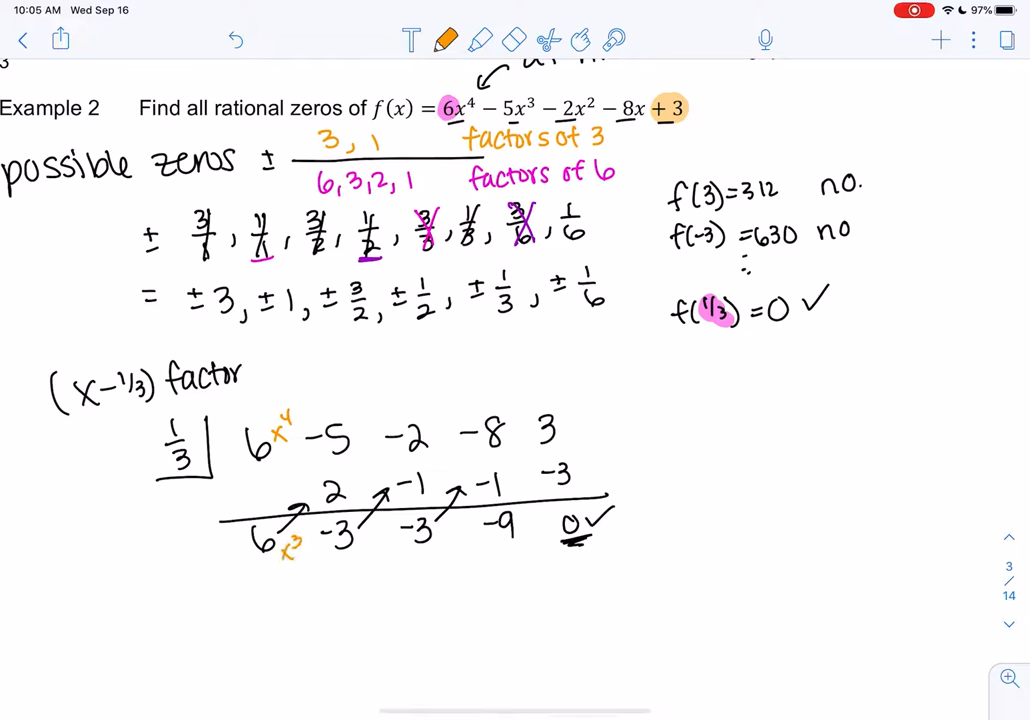 10:05 AM Wed Sep 16
97%
T
Example 2 Find all rational zeros of f(x) = 6x⁴ − 5x³ − 2x² − 8x + 3
3, 1 factors of 3
possible zeros ±
6, 3, 2, 1 factors of 6
f(3) = 312 no.
± 3/1, 1/1, 3/2, 1/2, 3/3, 1/3, 3/6, 1/6
f(-3) = 630 no
⋮
= ± 3, ± 1, ± 3/2, ± 1/2, ± 1/3, ± 1/6
f(1/3) = 0 ✓
(x - 1/3) factor
1/3 | 6x⁴ -5 -2 -8 3
2 -1 -1 -3
6x³ -3 -3 -9 0 ✓
3
/
14